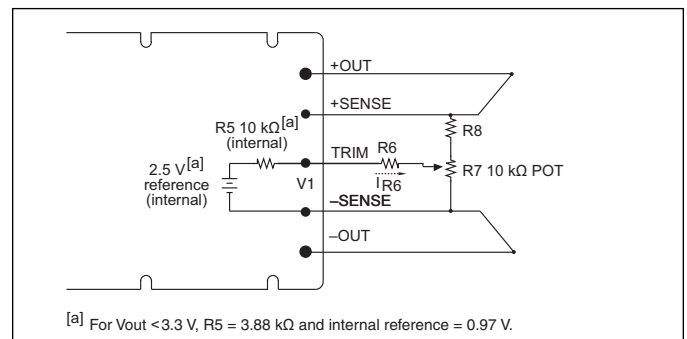 +OUT
+SENSE
R5 10 kΩ[a]
(internal)
R8
TRIM
R6
2.5 V[a]
reference
(internal)
V1
IR6
R7 10 kΩ POT
–SENSE
–OUT
[a] For Vout <3.3 V, R5 = 3.88 kΩ and internal reference = 0.97 V.